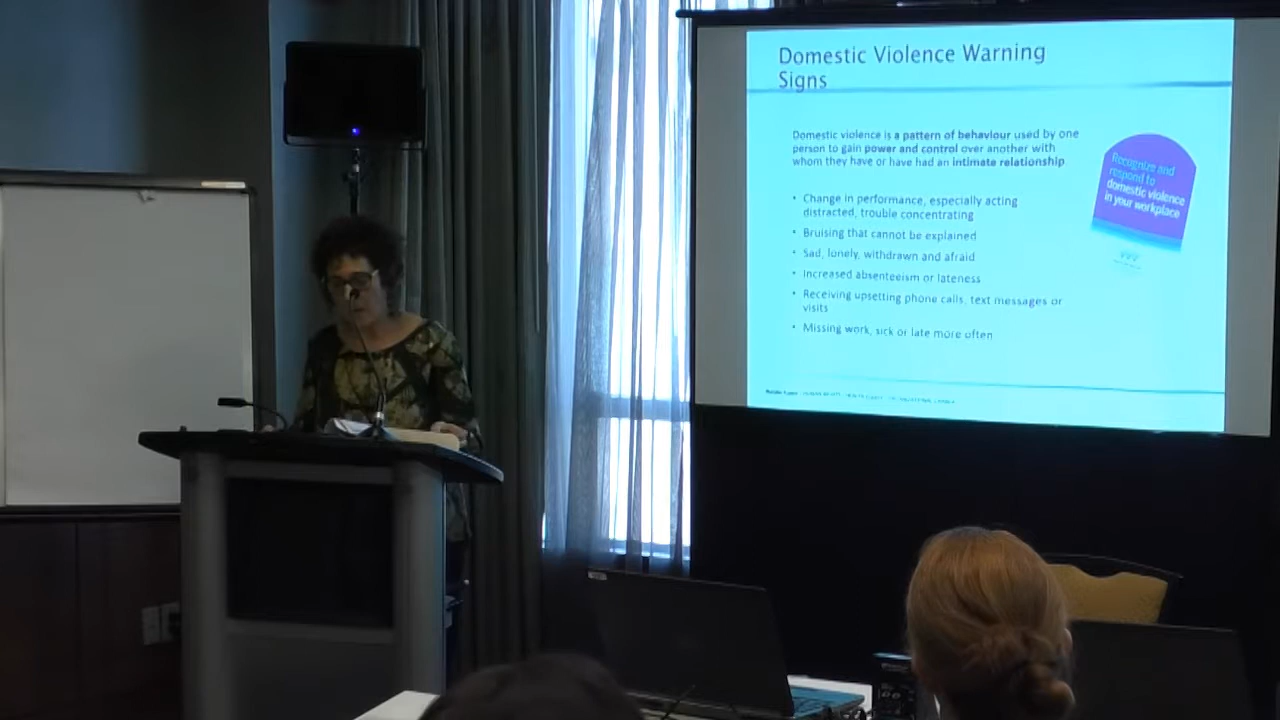 Domestic Violence Warning
Signs
Domestic violence is a pattern of behaviour used by one
person to gain power and control over another with
whom they have or have had an intimate relationship
• Change in performance, especially acting
distracted, trouble concentrating
• Bruising that cannot be explained
• Sad, lonely, withdrawn and afraid
• Increased absenteeism or lateness
• Receiving upsetting phone calls, text messages or
visits
• Missing work, sick or late more often
Recognize and
respond to
domestic violence
in your workplace